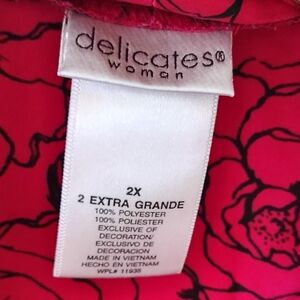 delicates®
woman
2X
2 EXTRA GRANDE
100% POLYESTER
100% POLIESTER
EXCLUSIVE OF
DECORATION/
EXCLUSIVO DE
DECORACION
MADE IN VIETNAM
HECHO EN VIETNAM
WPL# 11938